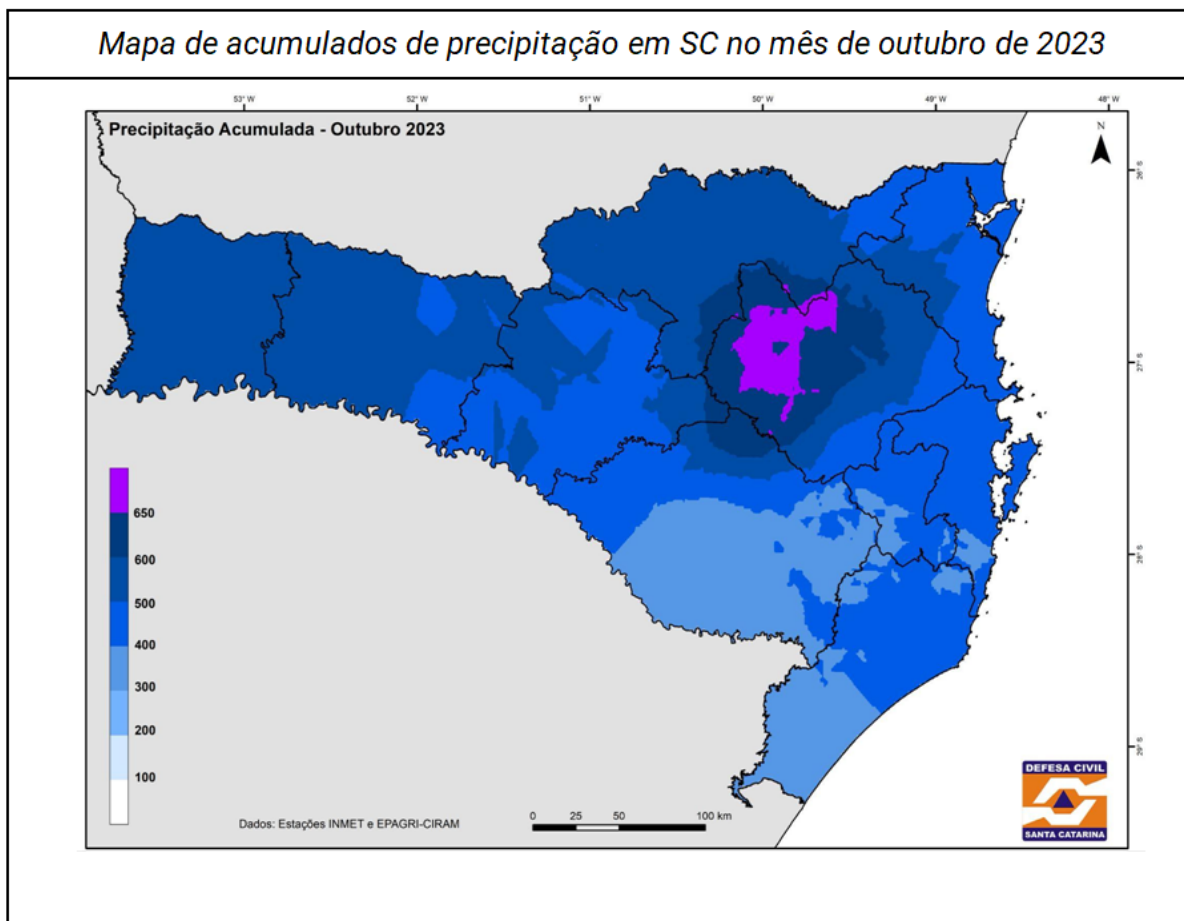 Mapa de acumulados de precipitação em SC no mês de outubro de 2023
53° W 52° W 51° W 50° W 49° W 48° W
Precipitação Acumulada - Outubro 2023
N
26° S
27° S
28° S
29° S
650
600
500
400
300
200
100
Dados: Estações INMET e EPAGRI-CIRAM
0 25 50 100 km
DEFESA CIVIL
SANTA CATARINA